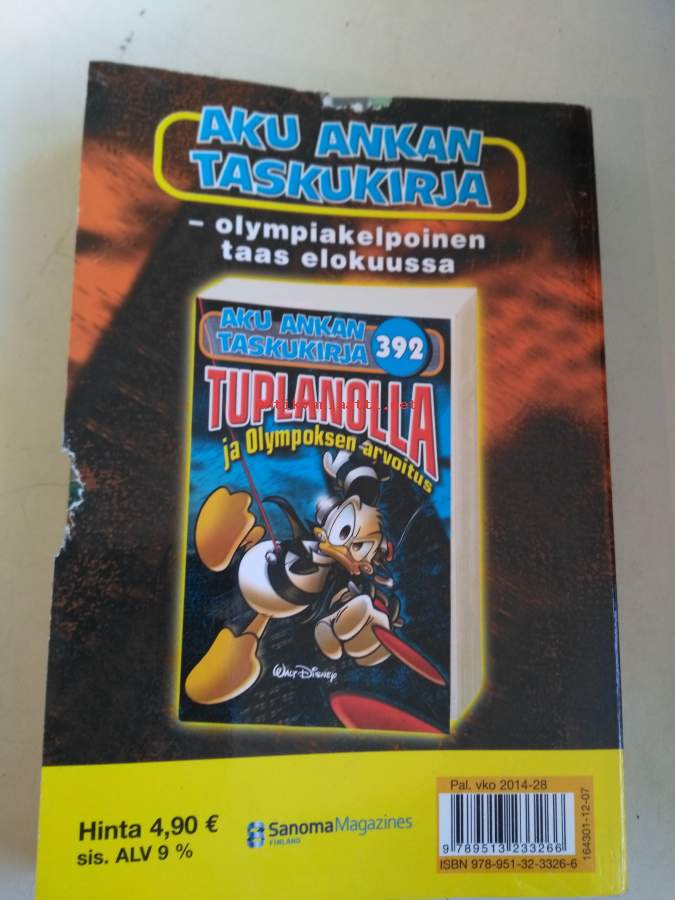 AKU ANKAN
TASKUKIRJA
– olympiakelpoinen
taas elokuussa
AKU ANKAN
TASKUKIRJA
392
TUPLANOLLA
ja Olympoksen arvoitus
WALT DISNEY
Hinta 4,90 €
sis. ALV 9 %
SanomaMagazines
FINLAND
Pal. vko 2014-28
9 789513 233266
ISBN 978-951-32-3326-6
164301-12-07